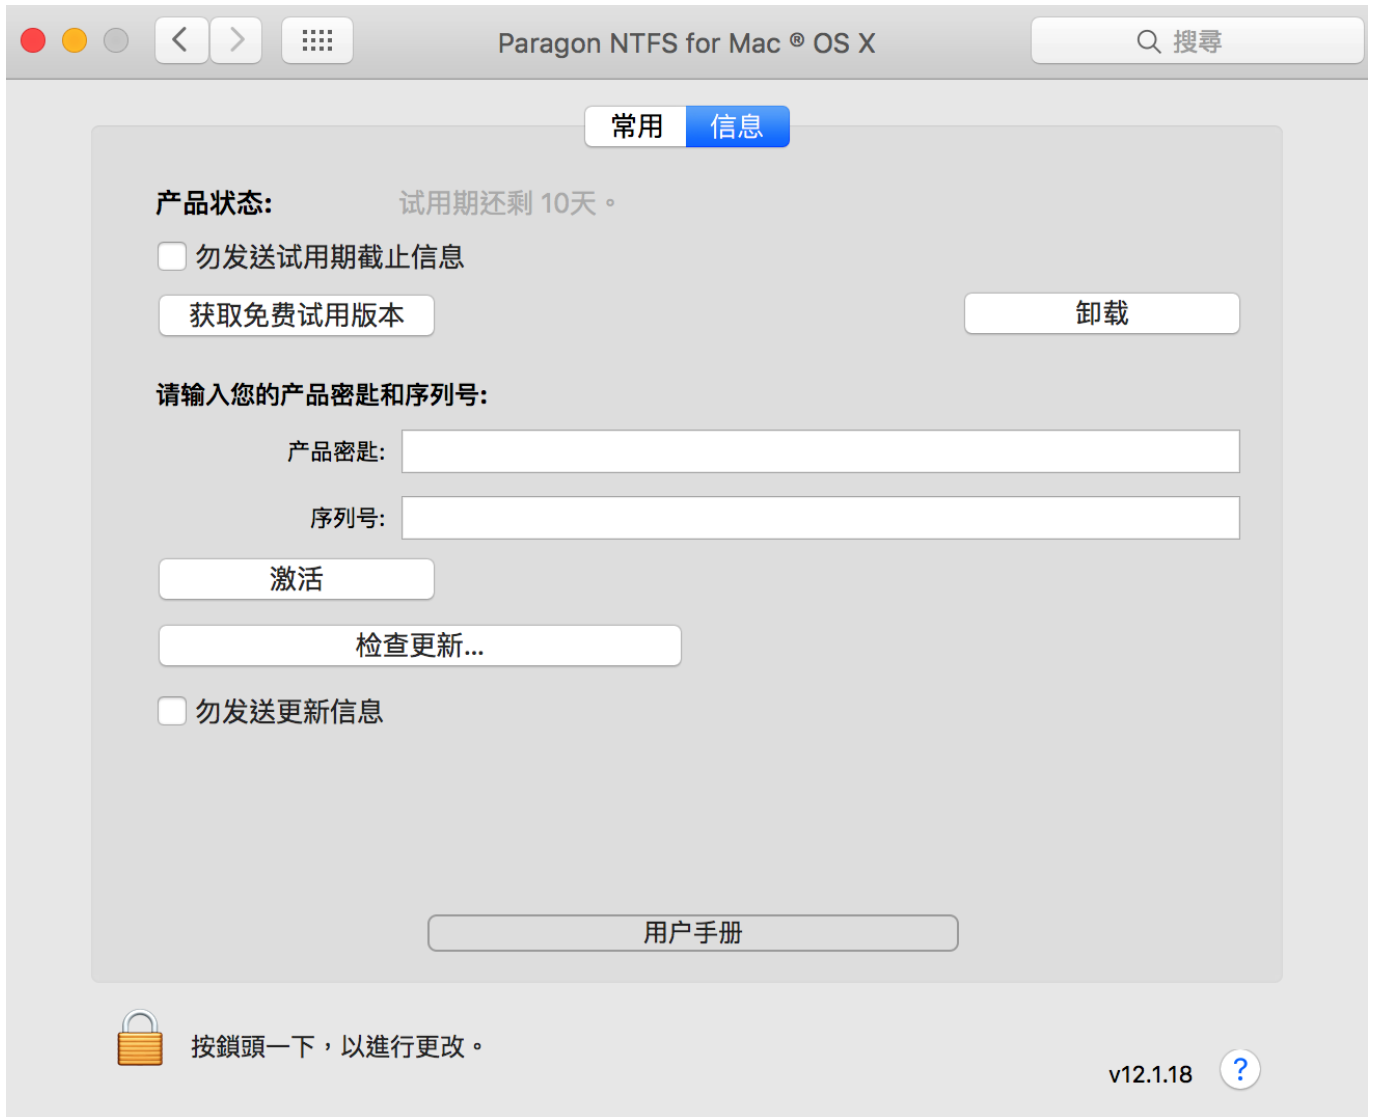 Paragon NTFS for Mac ® OS X
搜尋
常用
信息
产品状态:
试用期还剩 10天。
勿发送试用期截止信息
获取免费试用版本
卸载
请输入您的产品密匙和序列号:
产品密匙:
序列号:
激活
检查更新...
勿发送更新信息
用户手册
按鎖頭一下，以進行更改。
v12.1.18
?